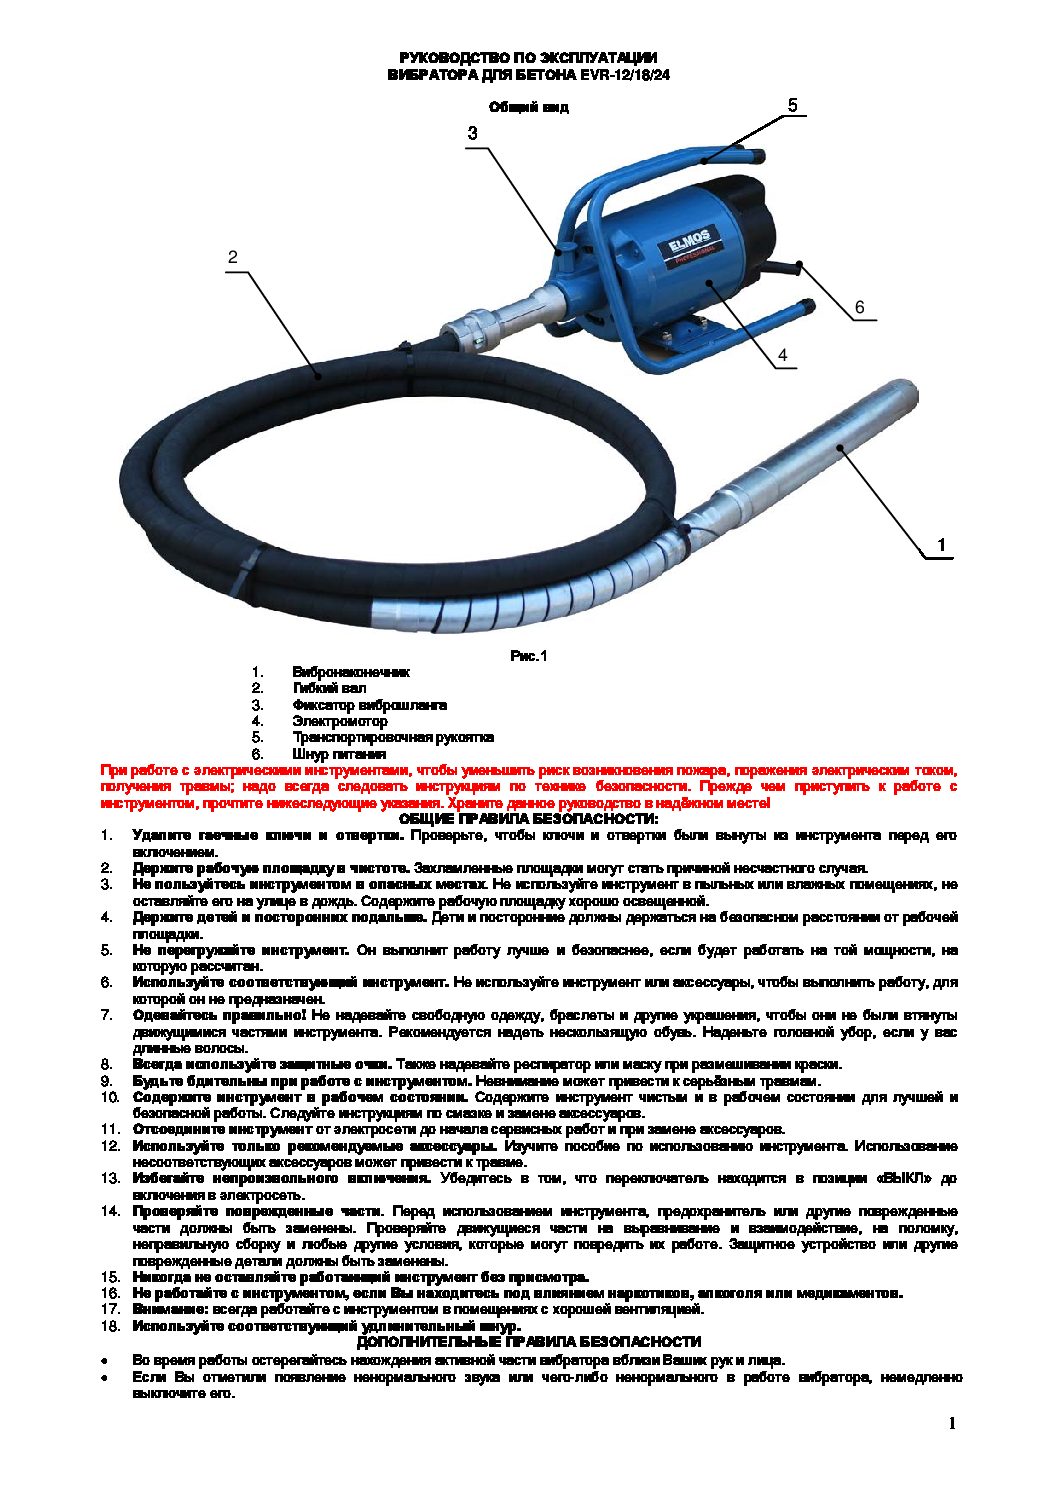 РУКОВОДСТВО ПО ЭКСПЛУАТАЦИИ
ВИБРАТОРА ДЛЯ БЕТОНА EVR-12/18/24
Общий вид
5
3
2
ELMOS
PROFESSIONAL
6
4
1
Рис.1
1. Вибронаконечник
2. Гибкий вал
3. Фиксатор виброшланга
4. Электромотор
5. Транспортировочная рукоятка
6. Шнур питания
При работе с электрическими инструментами, чтобы уменьшить риск возникновения пожара, поражения электрическим током,
получения травмы; надо всегда следовать инструкциям по технике безопасности. Прежде чем приступить к работе с
инструментом, прочтите нижеследующие указания. Храните данное руководство в надёжном месте!
ОБЩИЕ ПРАВИЛА БЕЗОПАСНОСТИ:
1. Удалите гаечные ключи и отвертки. Проверьте, чтобы ключи и отвертки были вынуты из инструмента перед его
включением.
2. Держите рабочую площадку в чистоте. Захламленные площадки могут стать причиной несчастного случая.
3. Не пользуйтесь инструментом в опасных местах. Не используйте инструмент в пыльных или влажных помещениях, не
оставляйте его на улице в дождь. Содержите рабочую площадку хорошо освещенной.
4. Держите детей и посторонних подальше. Дети и посторонние должны держаться на безопасном расстоянии от рабочей
площадки.
5. Не перегружайте инструмент. Он выполнит работу лучше и безопаснее, если будет работать на той мощности, на
которую рассчитан.
6. Используйте соответствующий инструмент. Не используйте инструмент или аксессуары, чтобы выполнить работу, для
которой он не предназначен.
7. Одевайтесь правильно! Не надевайте свободную одежду, браслеты и другие украшения, чтобы они не были втянуты
движущимися частями инструмента. Рекомендуется надеть нескользящую обувь. Наденьте головной убор, если у вас
длинные волосы.
8. Всегда используйте защитные очки. Также надевайте респиратор или маску при размешивании краски.
9. Будьте бдительны при работе с инструментом. Невнимание может привести к серьёзным травмам.
10. Содержите инструмент в рабочем состоянии. Содержите инструмент чистым и в рабочем состоянии для лучшей и
безопасной работы. Следуйте инструкциям по смазке и замене аксессуаров.
11. Отсоедините инструмент от электросети до начала сервисных работ и при замене аксессуаров.
12. Используйте только рекомендуемые аксессуары. Изучите пособие по использованию инструмента. Использование
несоответствующих аксессуаров может привести к травме.
13. Избегайте непроизвольного включения. Убедитесь в том, что переключатель находится в позиции «ВЫКЛ» до
включения в электросеть.
14. Проверяйте поврежденные части. Перед использованием инструмента, предохранитель или другие поврежденные
части должны быть заменены. Проверяйте движущиеся части на выравнивание и взаимодействие, на поломку,
неправильную сборку и любые другие условия, которые могут повредить их работе. Защитное устройство или другие
поврежденные детали должны быть заменены.
15. Никогда не оставляйте работающий инструмент без присмотра.
16. Не работайте с инструментом, если Вы находитесь под влиянием наркотиков, алкоголя или медикаментов.
17. Внимание: всегда работайте с инструментом в помещениях с хорошей вентиляцией.
18. Используйте соответствующий удлинительный шнур.
ДОПОЛНИТЕЛЬНЫЕ ПРАВИЛА БЕЗОПАСНОСТИ
• Во время работы остерегайтесь нахождения активной части вибратора вблизи Ваших рук и лица.
• Если Вы отметили появление ненормального звука или чего-либо ненормального в работе вибратора, немедленно
выключите его.
1